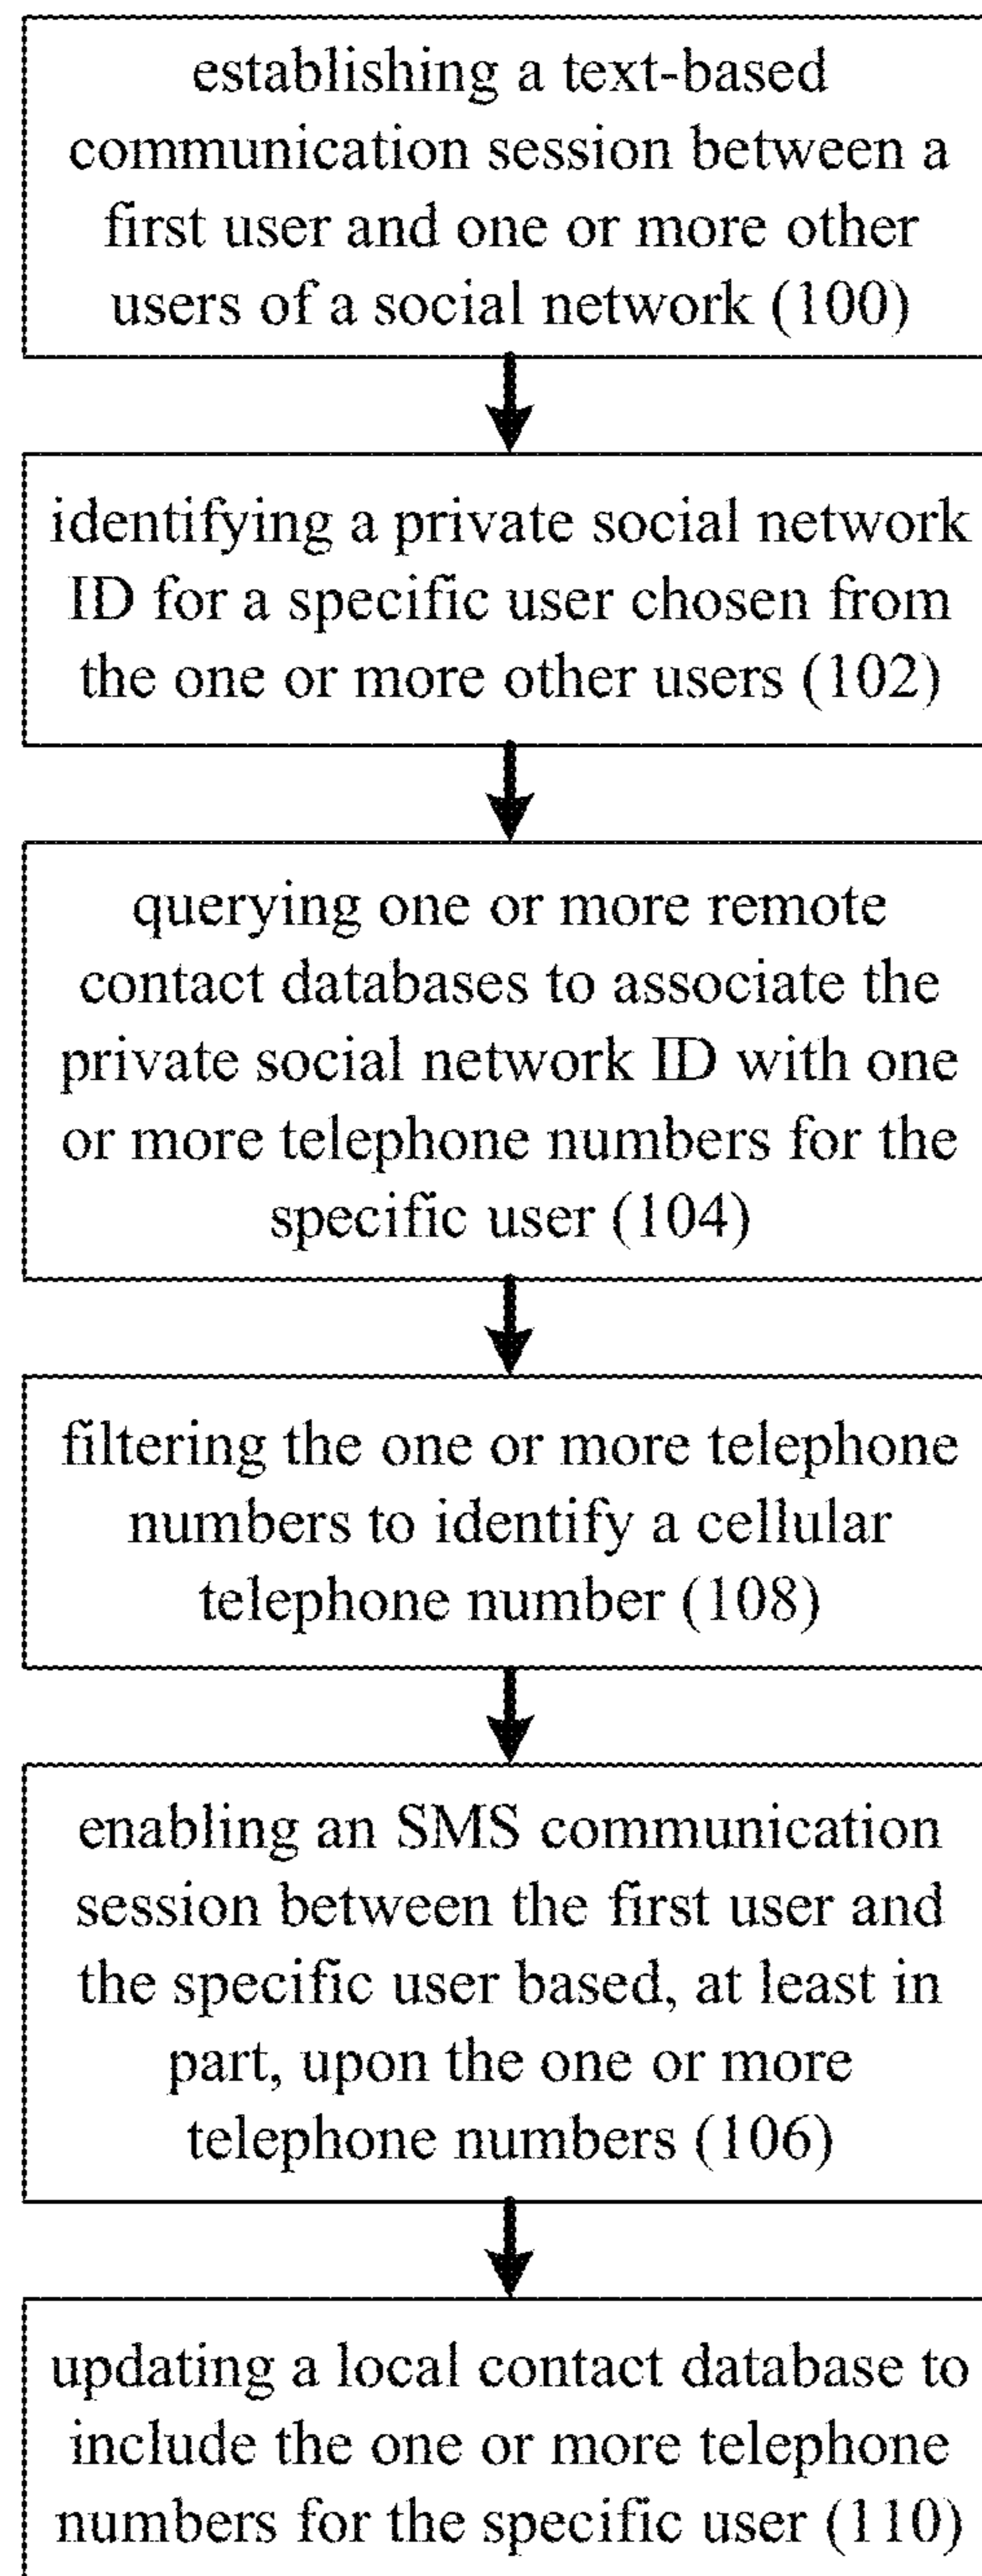 establishing a text-based
communication session between a
first user and one or more other
users of a social network (100)
identifying a private social network
ID for a specific user chosen from
the one or more other users (102)
querying one or more remote
contact databases to associate the
private social network ID with one
or more telephone numbers for the
specific user (104)
filtering the one or more telephone
numbers to identify a cellular
telephone number (108)
enabling an SMS communication
session between the first user and
the specific user based, at least in
part, upon the one or more
telephone numbers (106)
updating a local contact database to
include the one or more telephone
numbers for the specific user (110)